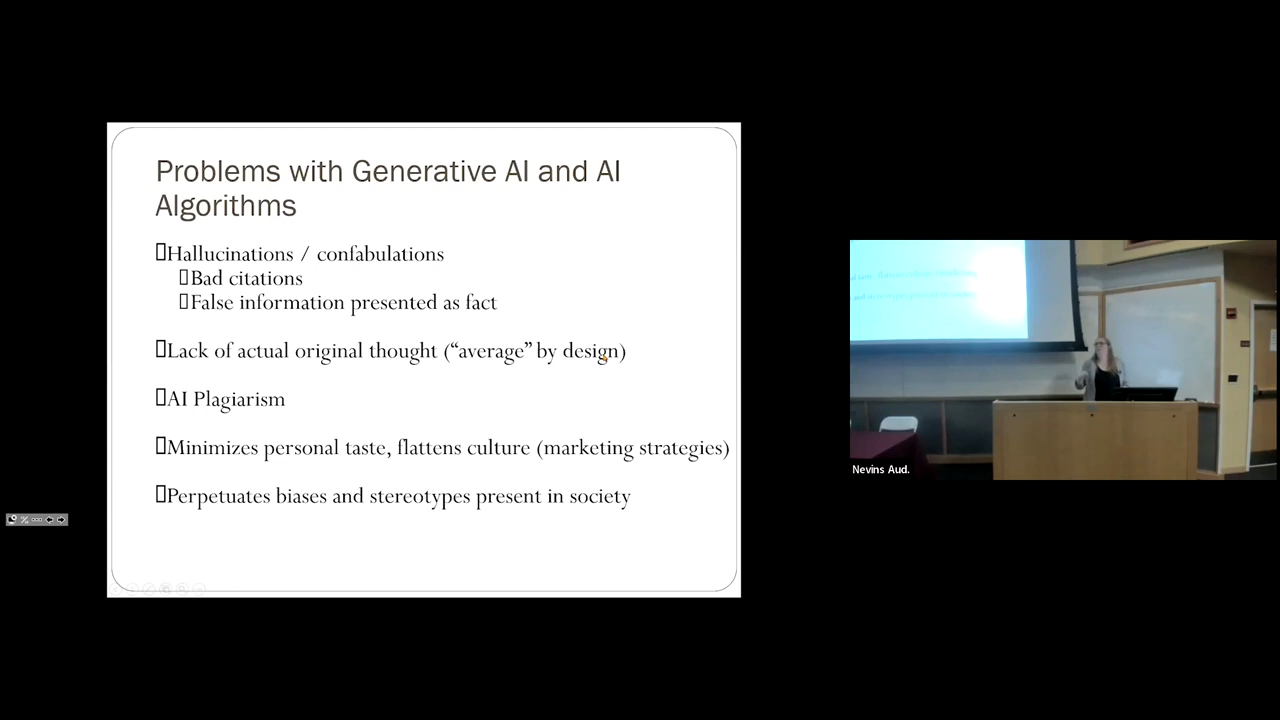 Problems with Generative AI and AI
Algorithms
Hallucinations / confabulations
Bad citations
False information presented as fact
Lack of actual original thought (“average” by design)
AI Plagiarism
Minimizes personal taste, flattens culture (marketing strategies)
Perpetuates biases and stereotypes present in society
Nevins Aud.